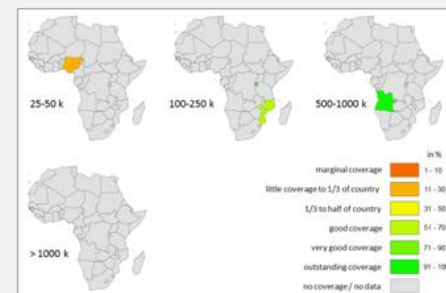 25-50 k
100-250 k
500-1000 k
> 1000 k
in %
marginal coverage 1 - 10
little coverage to 1/3 of country 11 - 30
1/3 to half of country 31 - 50
good coverage 51 - 70
very good coverage 71 - 90
outstanding coverage 91 - 100
no coverage / no data